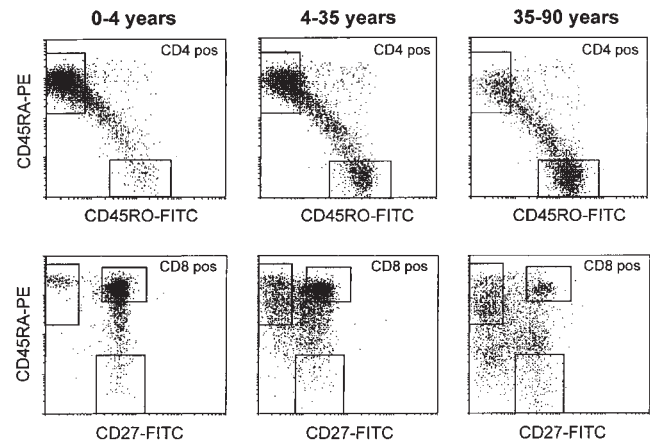 0-4 years 4-35 years 35-90 years
CD4 pos CD4 pos CD4 pos
CD45RA-PE
CD45RO-FITC CD45RO-FITC CD45RO-FITC
CD8 pos CD8 pos CD8 pos
CD45RA-PE
CD27-FITC CD27-FITC CD27-FITC